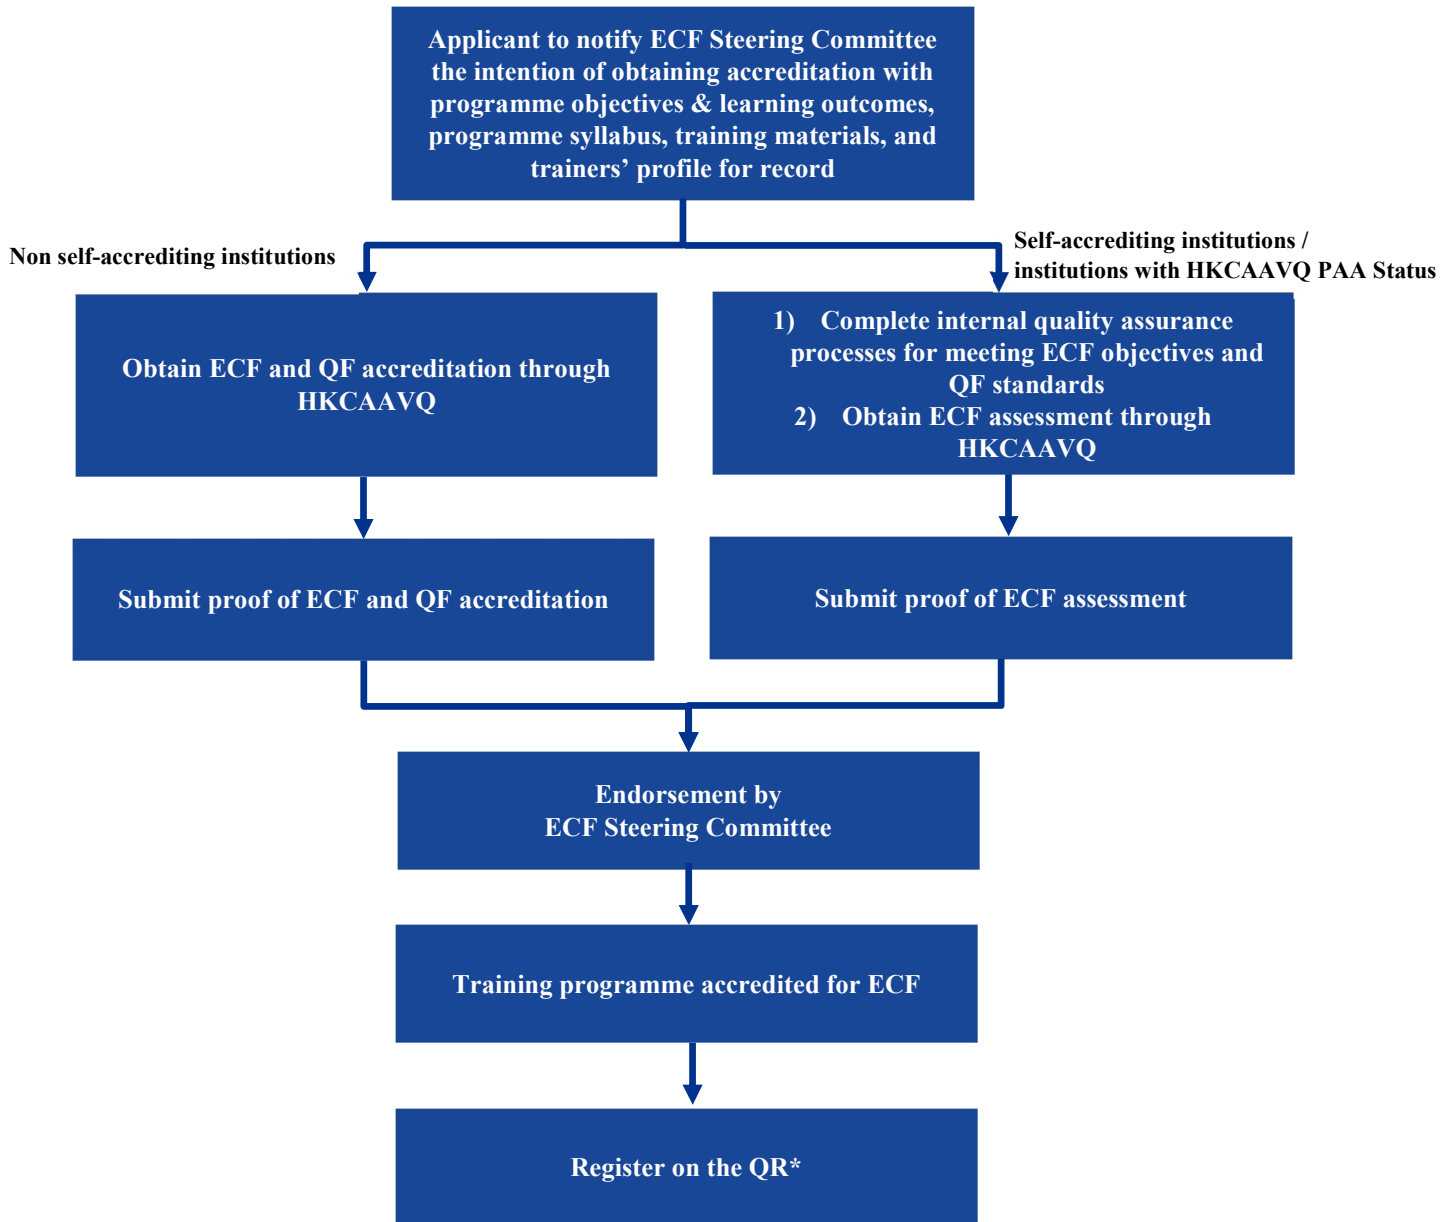 Applicant to notify ECF Steering Committee
the intention of obtaining accreditation with
programme objectives & learning outcomes,
programme syllabus, training materials, and
trainers’ profile for record
Non self-accrediting institutions
Self-accrediting institutions /
institutions with HKCAAVQ PAA Status
Obtain ECF and QF accreditation through
HKCAAVQ
1) Complete internal quality assurance
processes for meeting ECF objectives and
QF standards
2) Obtain ECF assessment through
HKCAAVQ
Submit proof of ECF and QF accreditation
Submit proof of ECF assessment
Endorsement by
ECF Steering Committee
Training programme accredited for ECF
Register on the QR*